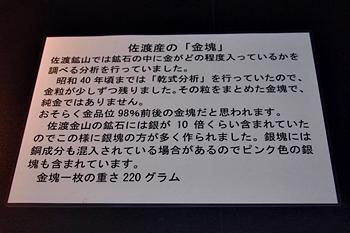 佐渡産の「金塊」
佐渡鉱山では鉱石の中に金がどの程度入っているかを
調べる分析を行っていました。
昭和40年頃までは「乾式分析」を行っていたので、
金粒が少しずつ残りました。その粒をまとめた金塊で、
純金ではありません。
おそらく金品位98%前後の金塊だと思われます。
佐渡金山の鉱石には銀が10倍くらい含まれていた
のでこの様に銀塊の方が多く作られました。銀塊には
銅成分も混入されている場合があるのでピンク色の銀
塊も含まれています。
金塊一枚の重さ220グラム